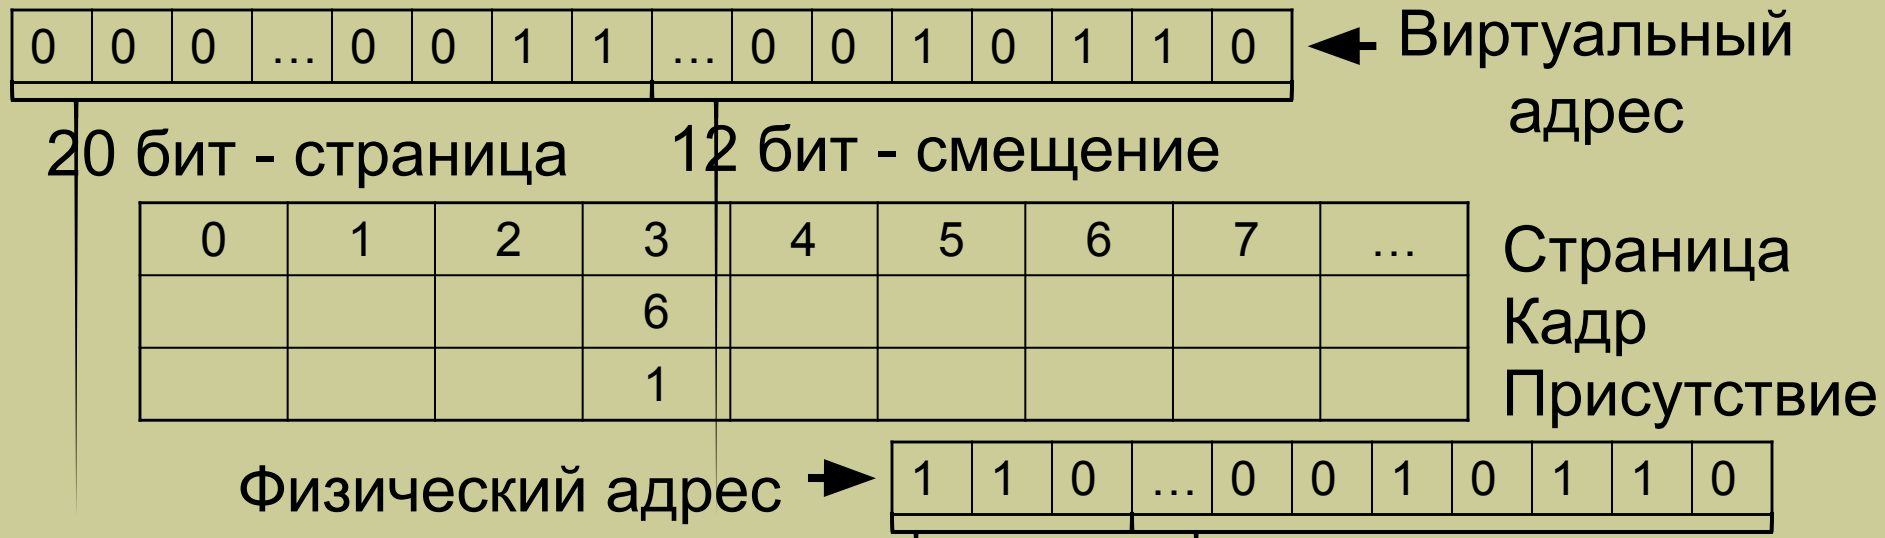 0 0 0 … 0 0 1 1 … 0 0 1 0 1 1 0 Виртуальный
адрес
20 бит - страница 12 бит - смещение
0 1 2 3 4 5 6 7 … Страница
6 Кадр
1 Присутствие
Физический адрес 1 1 0 … 0 0 1 0 1 1 0